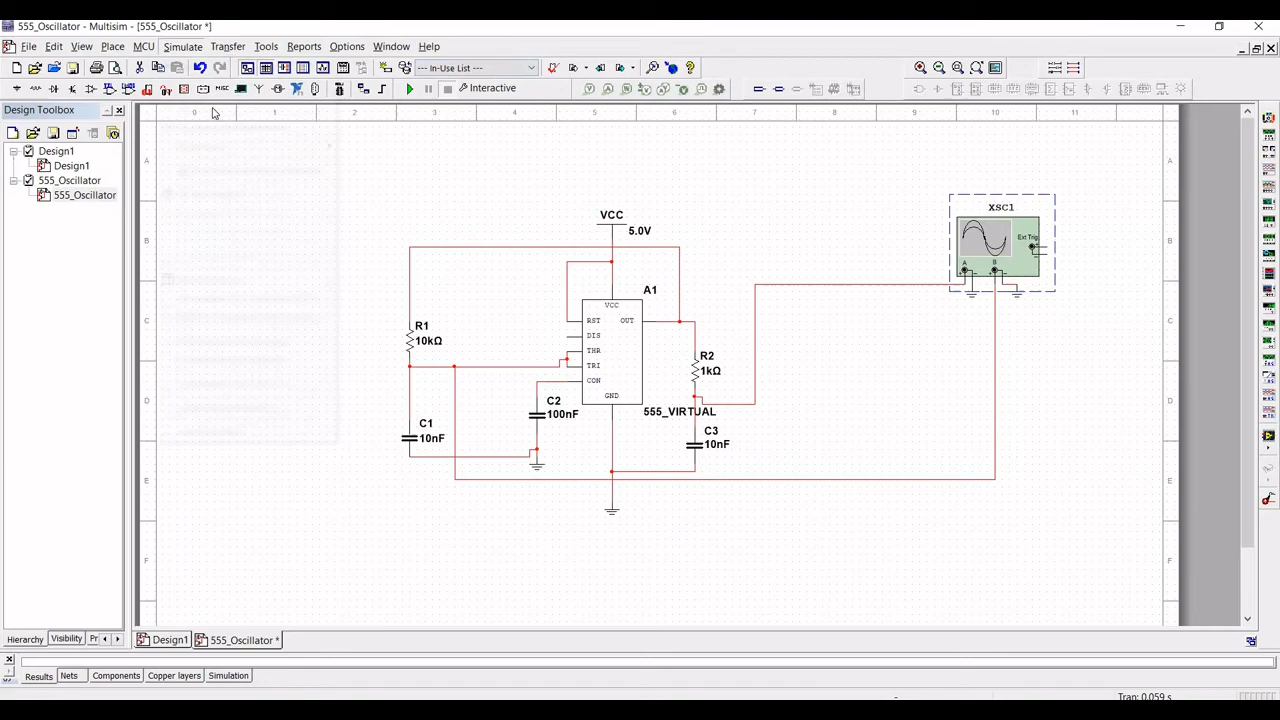 555_Oscillator - Multisim - [555_Oscillator *]
File Edit View Place MCU Simulate Transfer Tools Reports Options Window Help
--- In-Use List ---
MISC
Interactive
Design Toolbox
0 1 2 3 4 5 6 7 8 9 10 11
Design1
Design1
555_Oscillator
555_Oscillator
A A
B B
C C
D D
E E
F F
XSC1
Ext Trig
A B
VCC
5.0V
A1
VCC
RST OUT
DIS
THR
TRI
CON
GND
555_VIRTUAL
R1
10kΩ
R2
1kΩ
C1
10nF
C2
100nF
C3
10nF
Hierarchy Visibility Pr
Design1 555_Oscillator *
Results Nets Components Copper layers Simulation
- Tran: 0.059 s